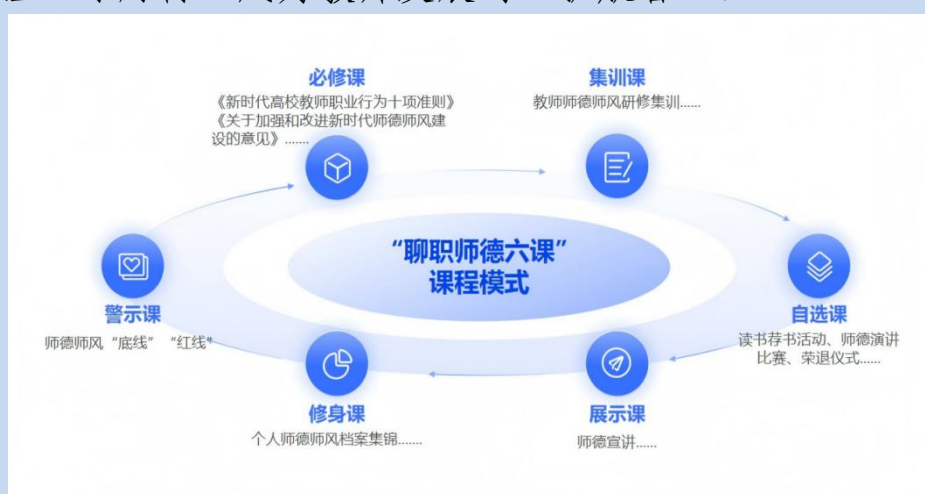 必修课
《新时代高校教师职业行为十项准则》
《关于加强和改进新时代师德师风建
设的意见》.......
集训课
教师师德师风研修集训......
“聊职师德六课”
课程模式
警示课
师德师风“底线”“红线”
自选课
读书荐书活动、师德演讲
比赛、荣退仪式......
修身课
个人师德师风档案集锦.......
展示课
师德宣讲......